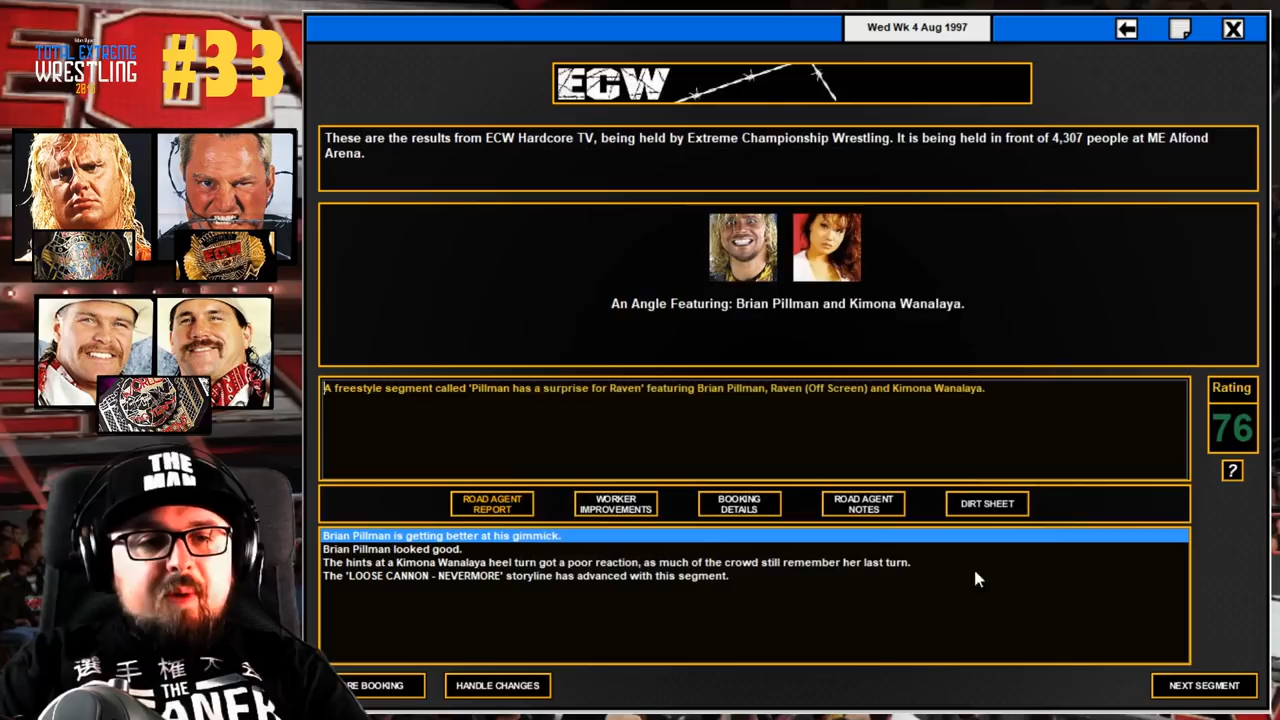 TOTAL EXTREME
WRESTLING
#33
Wed Wk 4 Aug 1997
ECW
These are the results from ECW Hardcore TV, being held by Extreme Championship Wrestling. It is being held in front of 4,307 people at ME Alfond
Arena.
An Angle Featuring: Brian Pillman and Kimona Wanalaya.
A freestyle segment called 'Pillman has a surprise for Raven' featuring Brian Pillman, Raven (Off Screen) and Kimona Wanalaya.
Rating
76
?
ROAD AGENT
REPORT
WORKER
IMPROVEMENTS
BOOKING
DETAILS
ROAD AGENT
NOTES
DIRT SHEET
Brian Pillman is getting better at his gimmick.
Brian Pillman looked good.
The hints at a Kimona Wanalaya heel turn got a poor reaction, as much of the crowd still remember her last turn.
The 'LOOSE CANNON - NEVERMORE' storyline has advanced with this segment.
BOOKING
HANDLE CHANGES
NEXT SEGMENT
THE
MAN
選手権大
THE